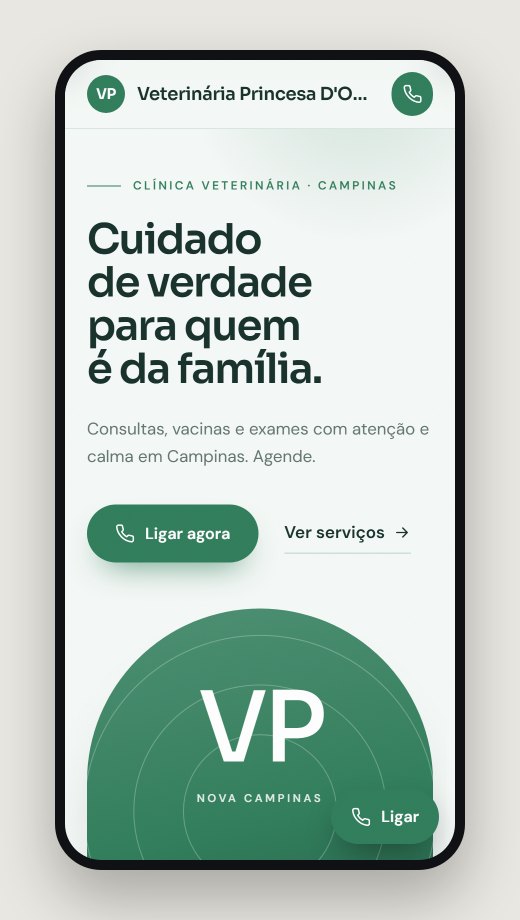 VP
Veterinária Princesa D'O...
CLÍNICA VETERINÁRIA · CAMPINAS
Cuidado
de verdade
para quem
é da família.
Consultas, vacinas e exames com atenção e
calma em Campinas. Agende.
Ligar agora
Ver serviços →
VP
NOVA CAMPINAS
Ligar